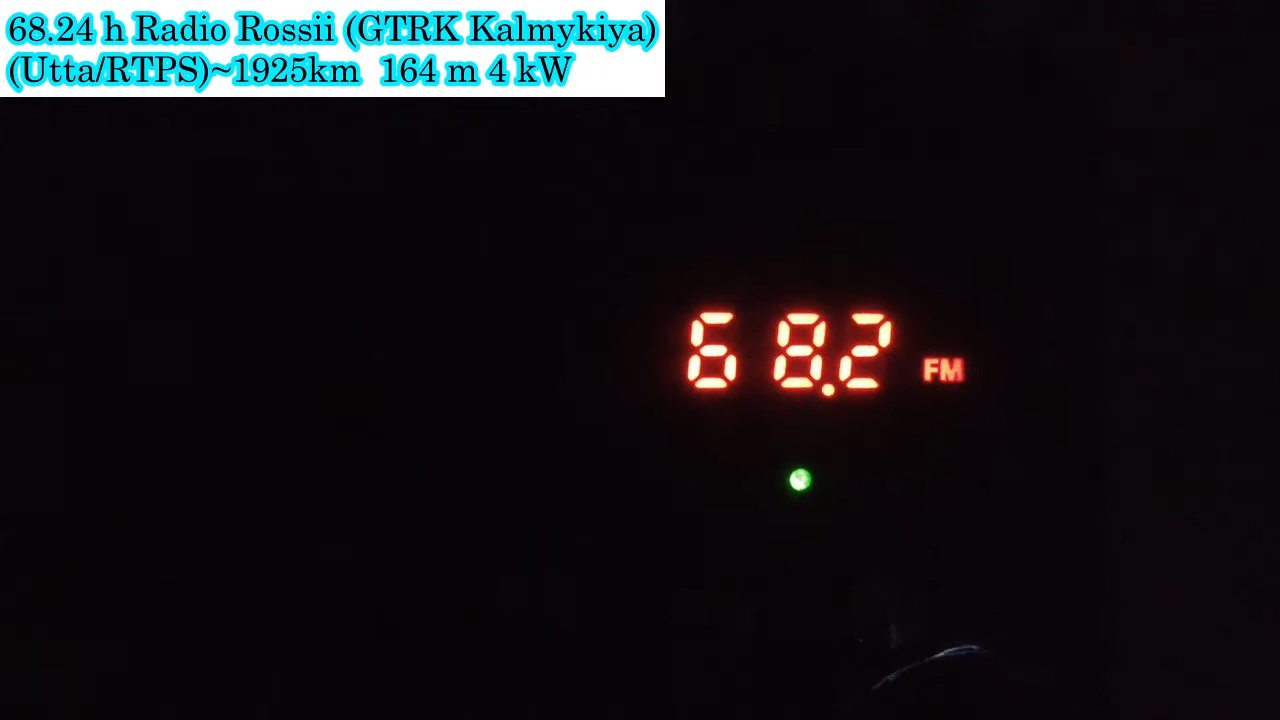 68.24 h Radio Rossii (GTRK Kalmykiya)
(Utta/RTPS)~1925km 164 m 4 kW
68.2 FM